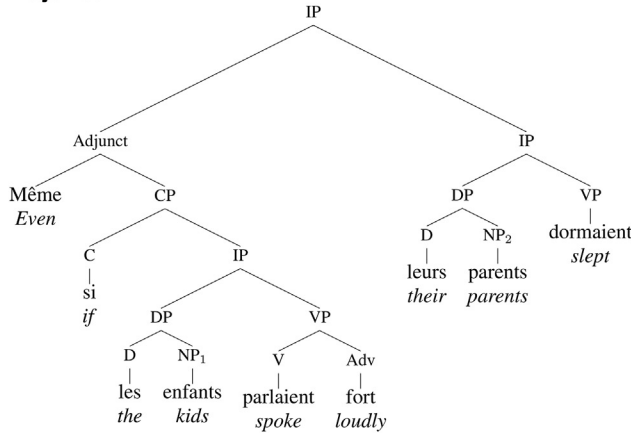 IP
Adjunct IP
Même CP DP VP
Even
C IP D NP₂ dormaient
slept
si leurs parents
if their parents
DP VP
D NP₁ V Adv
les enfants parlaient fort
the kids spoke loudly